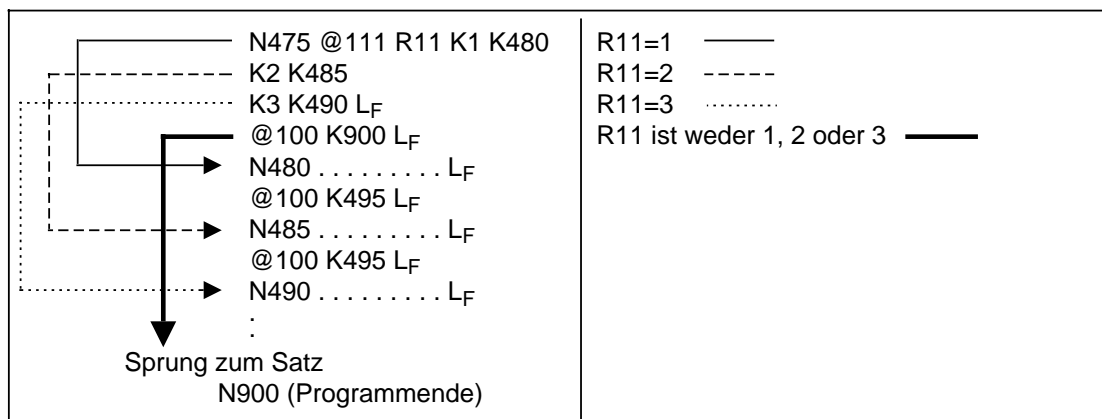 N475 @111 R11 K1 K480
K2 K485
K3 K490 LF
@100 K900 LF
N480 . . . . . . . . . LF
@100 K495 LF
N485 . . . . . . . . . LF
@100 K495 LF
N490 . . . . . . . . . LF
:
Sprung zum Satz
N900 (Programmende)
R11=1
R11=2
R11=3
R11 ist weder 1, 2 oder 3